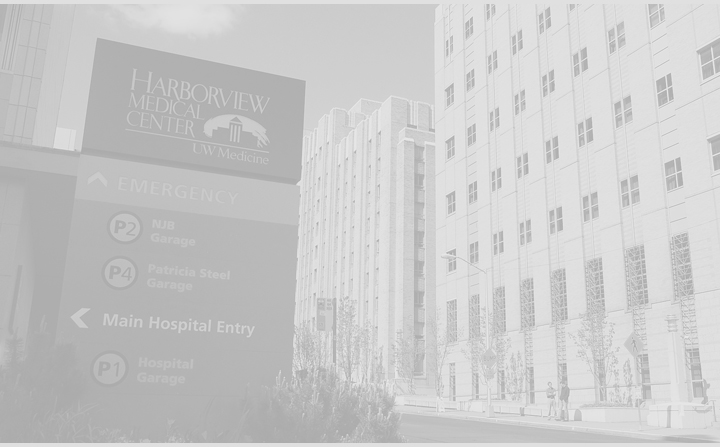 HARBORVIEW
MEDICAL
CENTER
UW Medicine
EMERGENCY
P2 NJB
Garage
P4 Patricia Steel
Garage
Main Hospital Entry
P1 Hospital
Garage